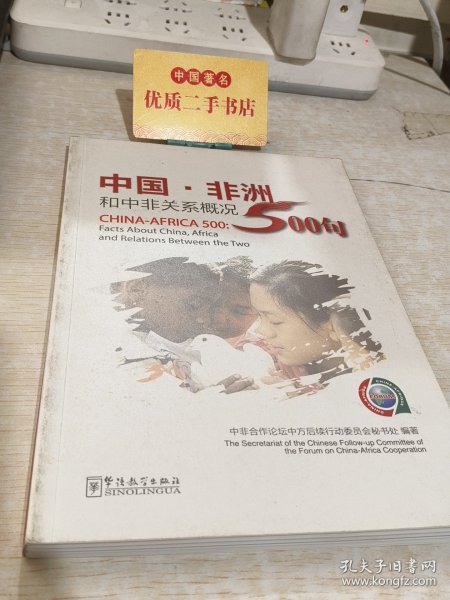 中国著名
优质二手书店
中国·非洲
和中非关系概况
500句
CHINA-AFRICA 500:
Facts About China, Africa
and Relations Between the Two
中非合作论坛中方后续行动委员会秘书处 编著
The Secretariat of the Chinese Follow-up Committee of
the Forum on China-Africa Cooperation
华语教学出版社
SINOLINGUA
孔夫子旧书网
www.kongfz.com